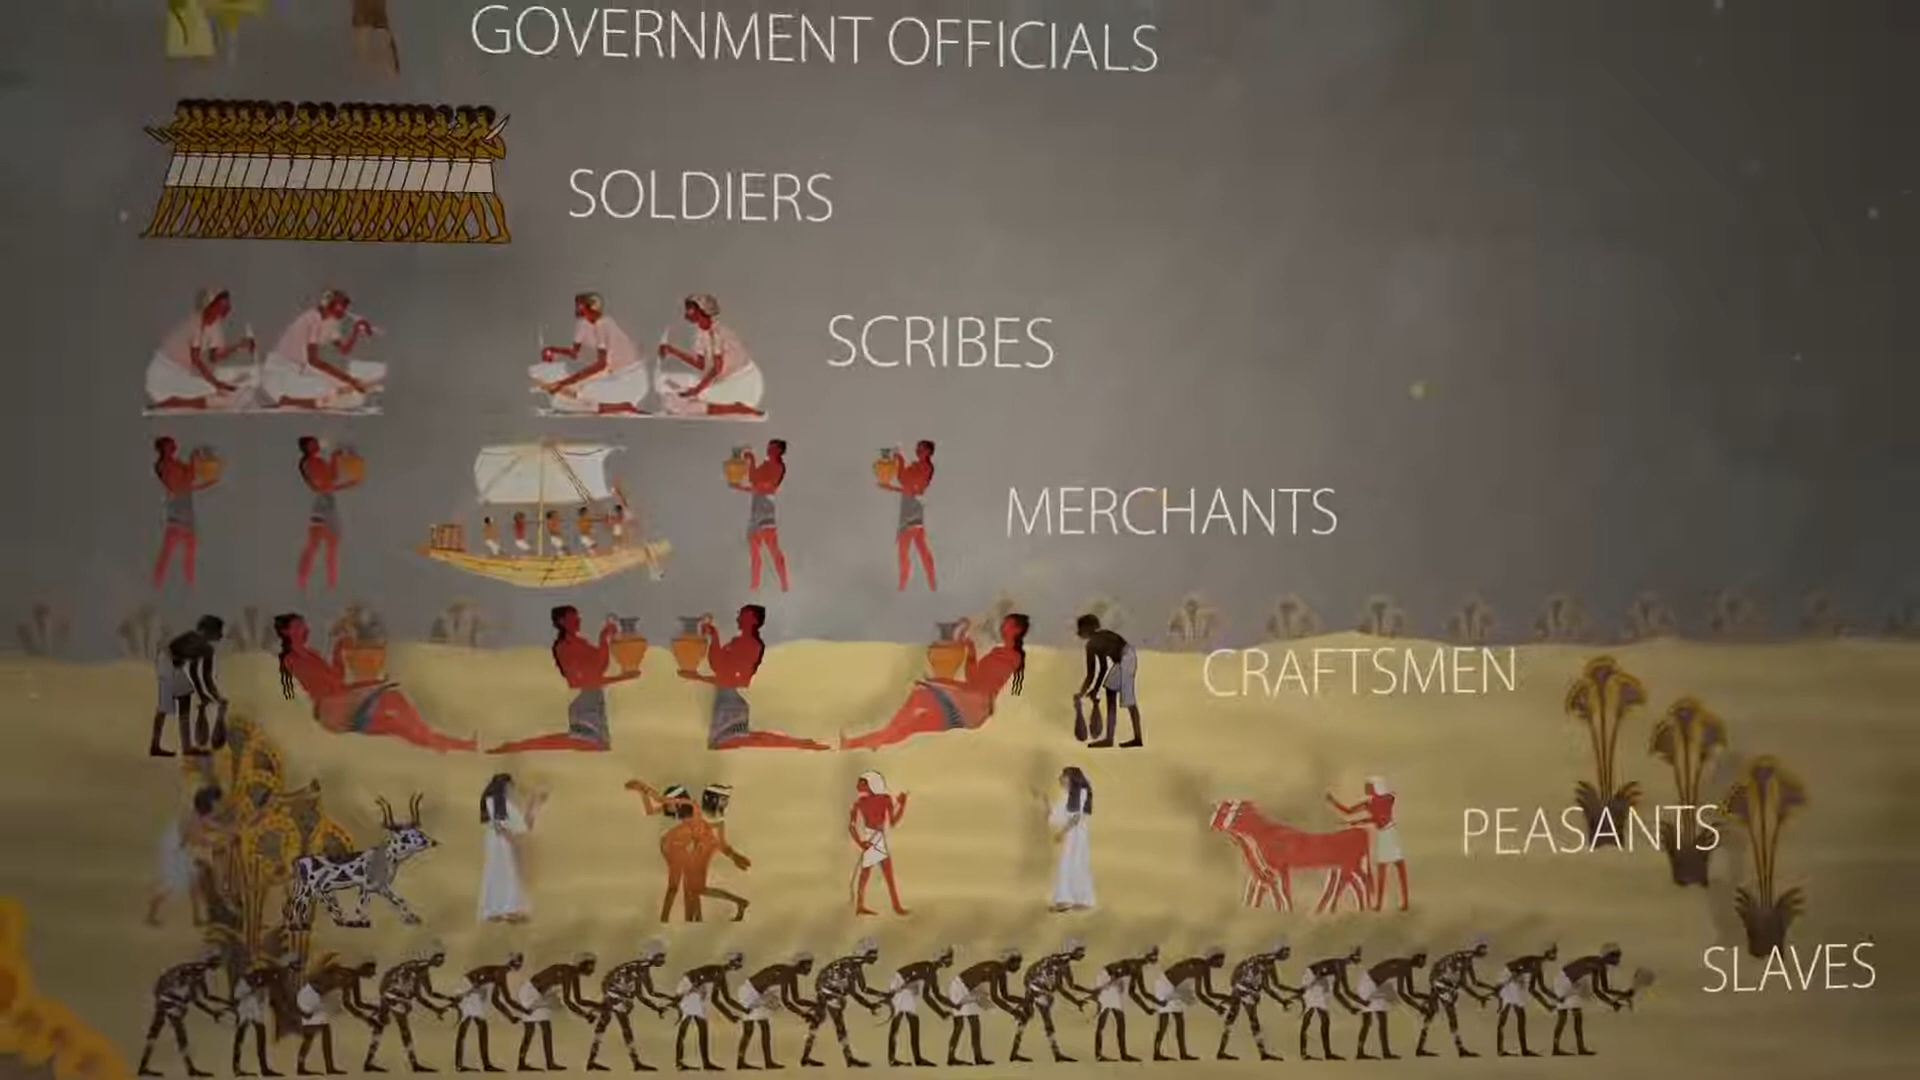 GOVERNMENT OFFICIALS
SOLDIERS
SCRIBES
MERCHANTS
CRAFTSMEN
PEASANTS
SLAVES